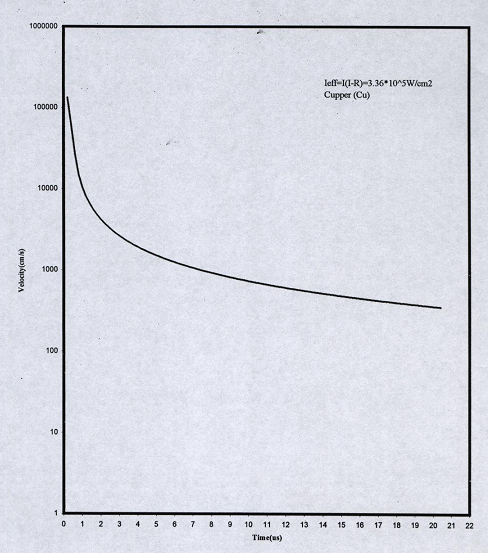 1000000
Ieff=I(I-R)=3.36*10^5W/cm2
Cupper (Cu)
100000
10000
Velocity(cm/s)
1000
100
10
1
0 1 2 3 4 5 6 7 8 9 10 11 12 13 14 15 16 17 18 19 20 21 22
Time(ns)